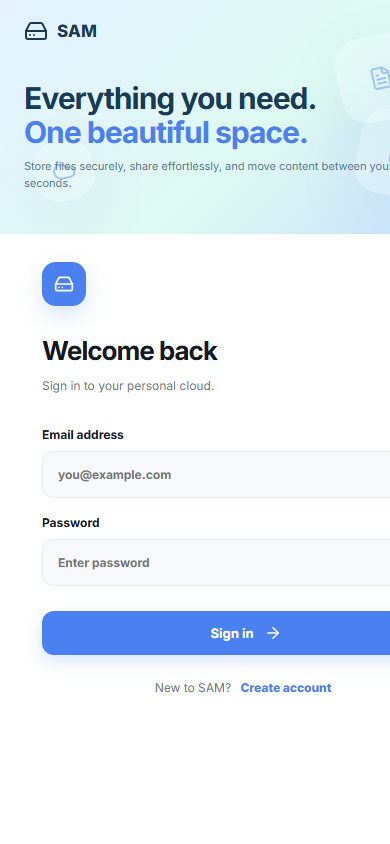 SAM
Everything you need.
One beautiful space.
Store files securely, share effortlessly, and move content between
seconds.
Welcome back
Sign in to your personal cloud.
Email address
you@example.com
Password
Enter password
Sign in
New to SAM? Create account